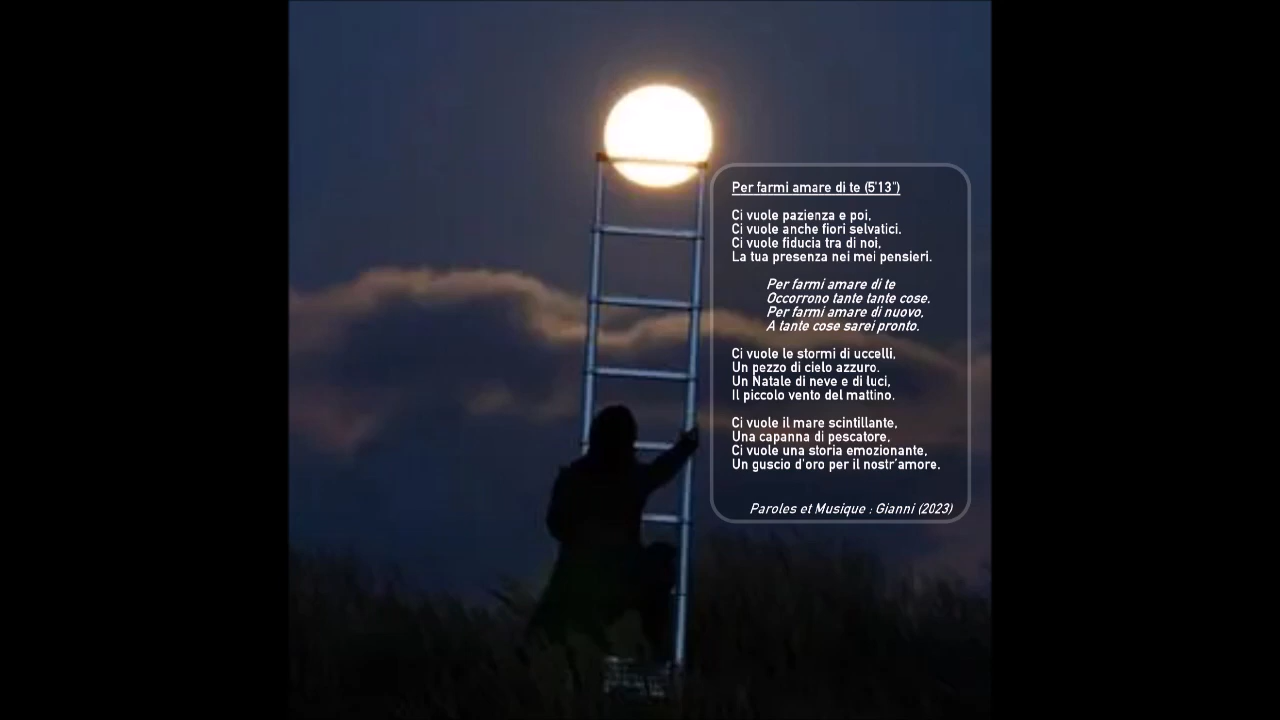 Per farmi amare di te (5'13")
Ci vuole pazienza e poi,
Ci vuole anche fiori selvatici.
Ci vuole fiducia tra di noi,
La tua presenza nei mei pensieri.
Per farmi amare di te
Occorrono tante tante cose.
Per farmi amare di nuovo,
A tante cose sarei pronto.
Ci vuole le stormi di uccelli,
Un pezzo di cielo azzuro.
Un Natale di neve e di luci,
Il piccolo vento del mattino.
Ci vuole il mare scintillante,
Una capanna di pescatore,
Ci vuole una storia emozionante,
Un guscio d'oro per il nostr'amore.
Paroles et Musique : Gianni (2023)